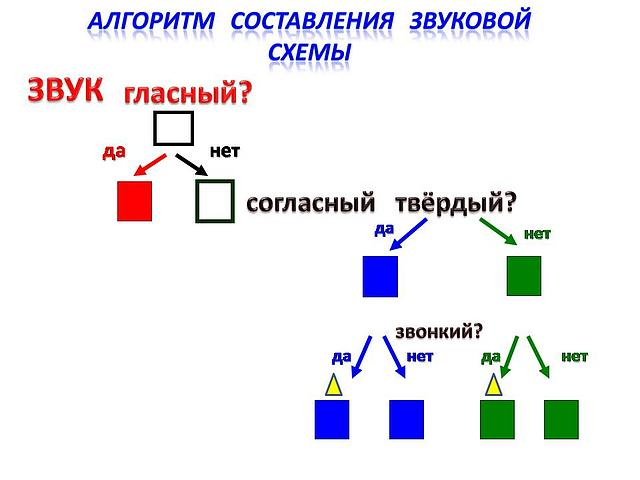 АЛГОРИТМ СОСТАВЛЕНИЯ ЗВУКОВОЙ
СХЕМЫ
ЗВУК гласный?
да нет
согласный твёрдый?
да нет
звонкий?
да нет да нет